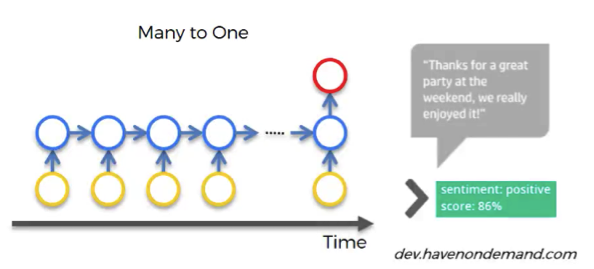 Many to One
"Thanks for a great
party at the
weekend, we really
enjoyed it!"
sentiment: positive
score: 86%
Time
dev.havenondemand.com